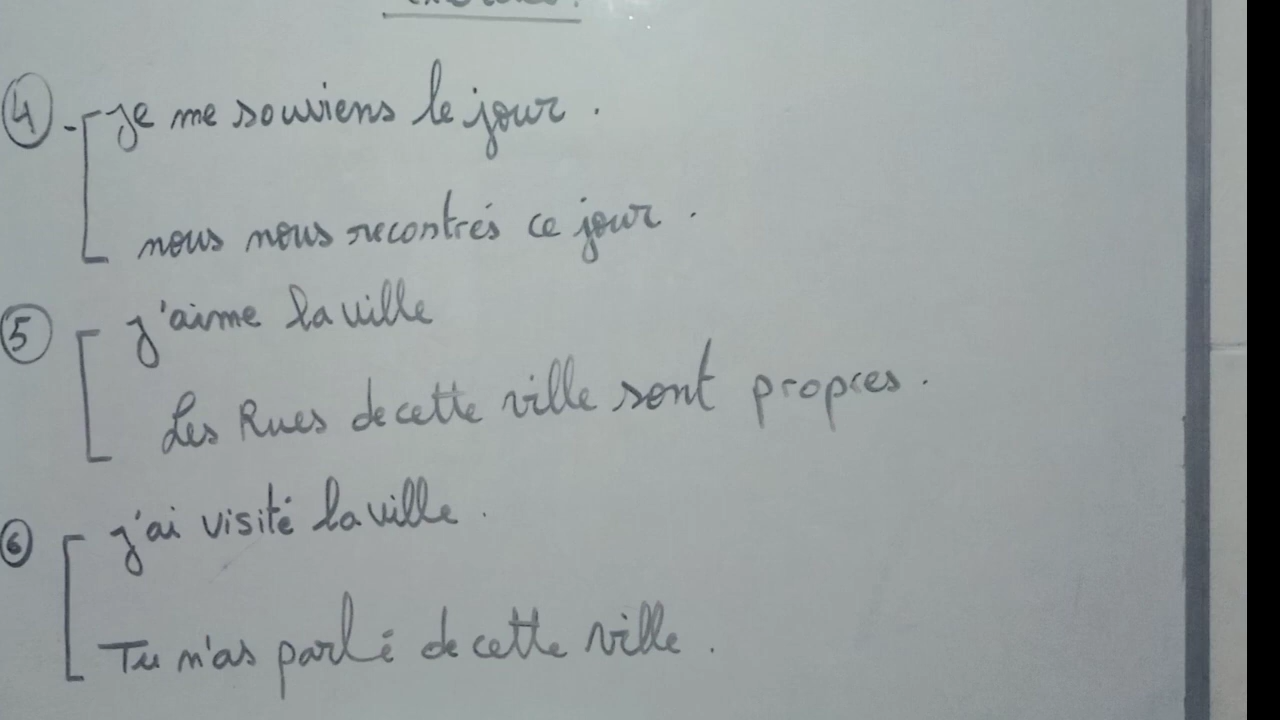 ④ - je me souviens le jour.
nous nous recontrés ce jour.
⑤ j'aime la ville
Les Rues de cette ville sont propres.
⑥ j'ai visité la ville.
Tu m'as parlé de cette ville.